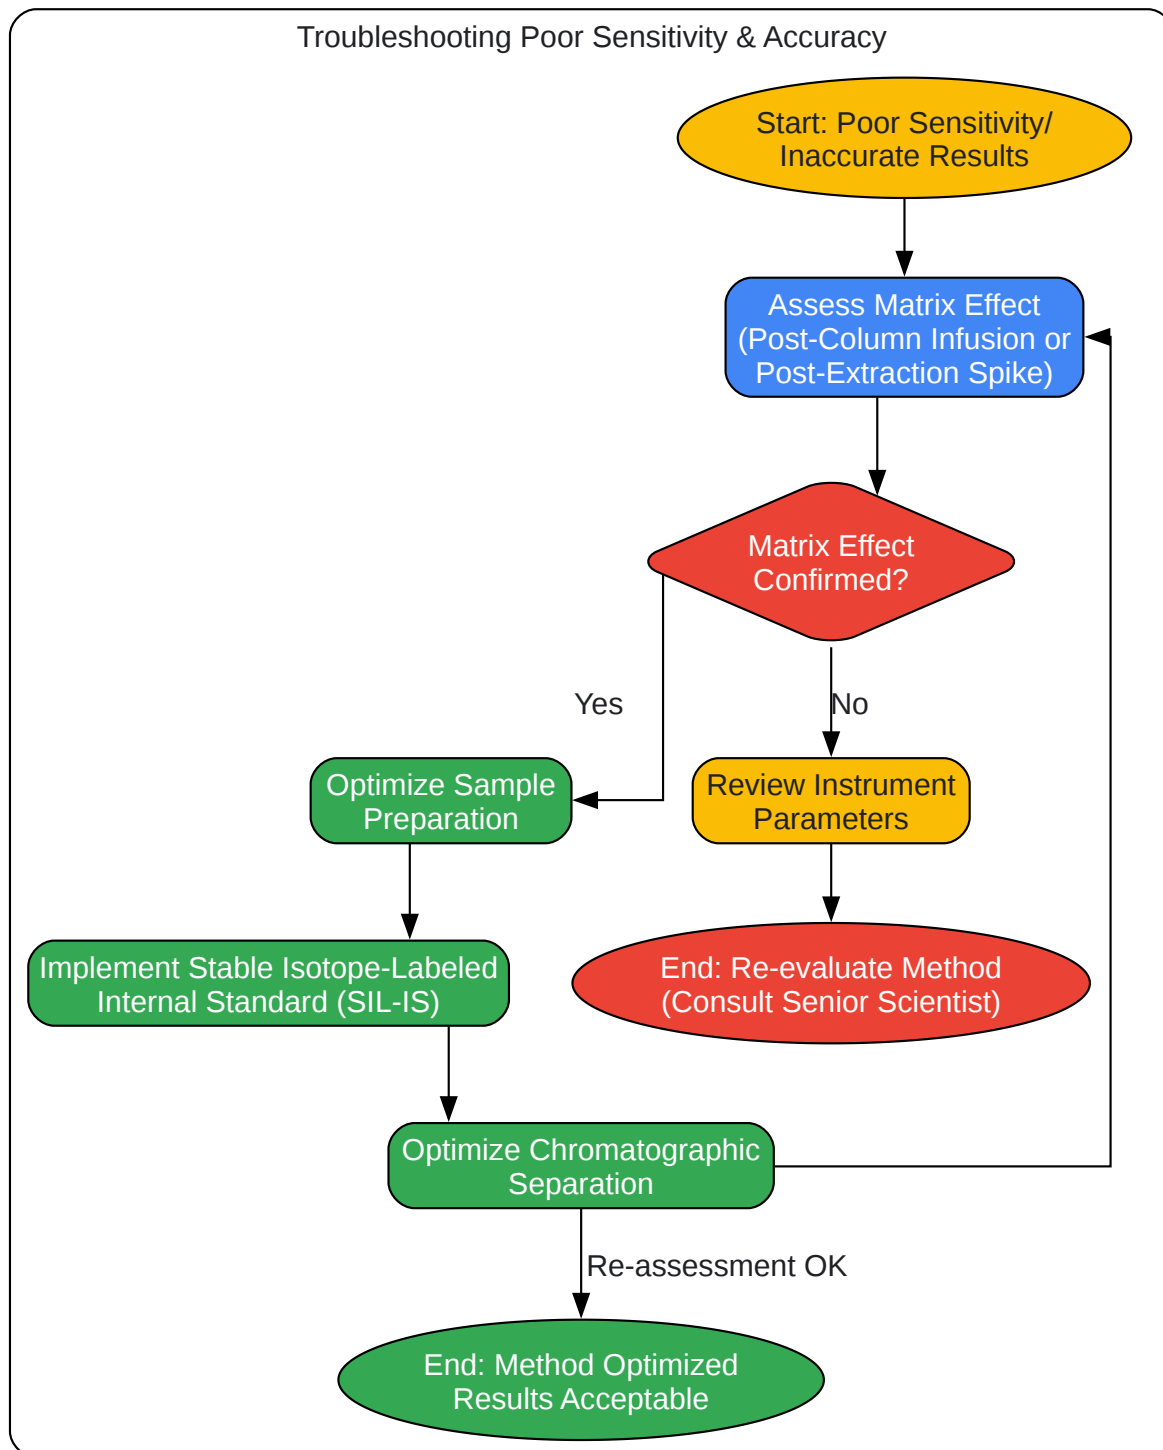 Troubleshooting Poor Sensitivity & Accuracy
Start: Poor Sensitivity/
Inaccurate Results
Assess Matrix Effect
(Post-Column Infusion or
Post-Extraction Spike)
Matrix Effect
Confirmed?
Yes
No
Optimize Sample
Preparation
Review Instrument
Parameters
Implement Stable Isotope-Labeled
Internal Standard (SIL-IS)
End: Re-evaluate Method
(Consult Senior Scientist)
Optimize Chromatographic
Separation
Re-assessment OK
End: Method Optimized
Results Acceptable